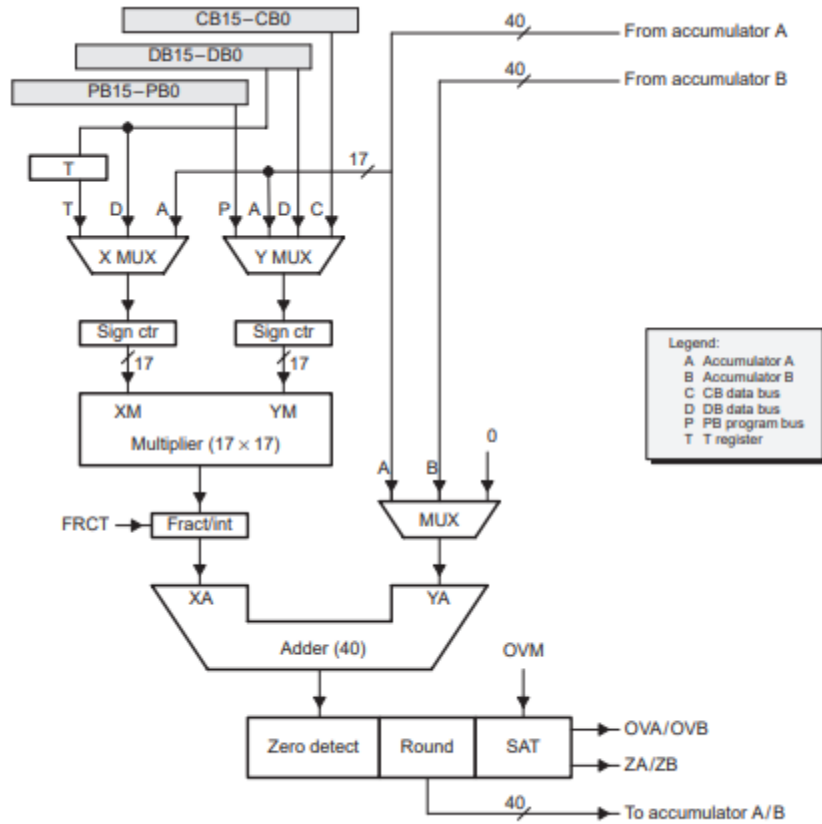 CB15–CB0
DB15–DB0
PB15–PB0
40
From accumulator A
40
From accumulator B
17
T
T D A
P A D C
X MUX
Y MUX
Sign ctr
Sign ctr
17
17
XM
YM
Multiplier (17 × 17)
Legend:
A Accumulator A
B Accumulator B
C CB data bus
D DB data bus
P PB program bus
T T register
0
A B
MUX
FRCT
Fract/int
XA
YA
Adder (40)
OVM
Zero detect
Round
SAT
OVA/OVB
ZA/ZB
40
To accumulator A/B